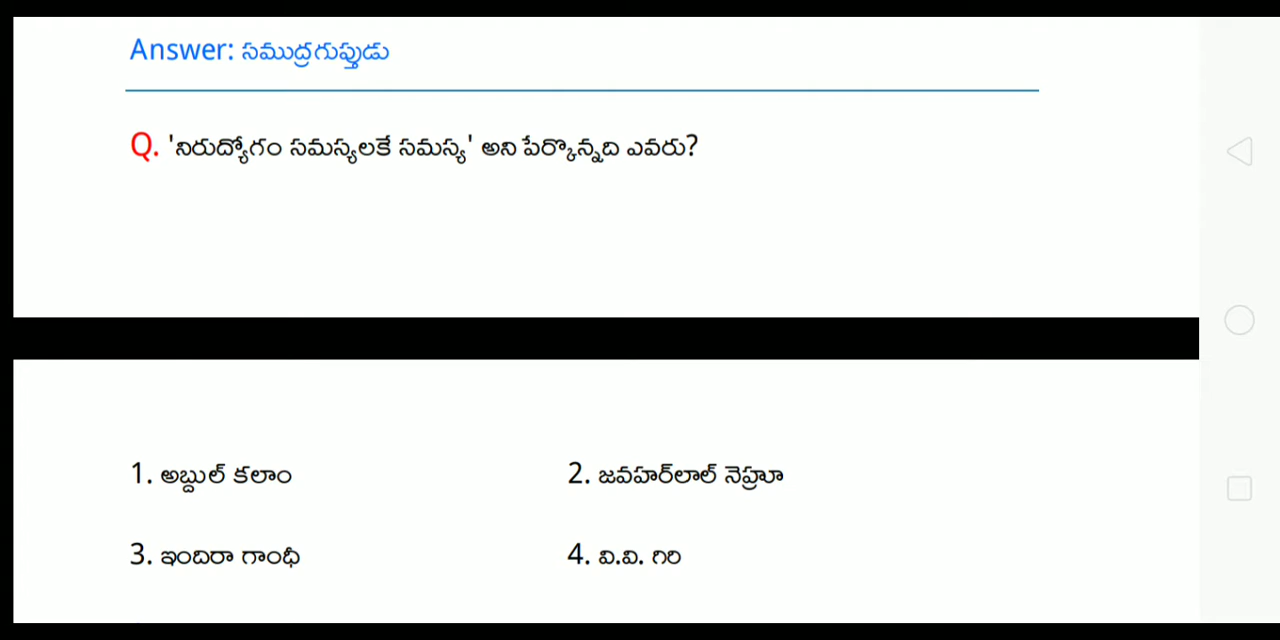 Answer: సముద్రగుప్తుడు
Q. 'నిరుద్యోగం సమస్యలకే సమస్య' అని పేర్కొన్నది ఎవరు?
1. అబ్దుల్ కలాం 2. జవహర్‌లాల్ నెహ్రూ
3. ఇందిరా గాంధీ 4. వి.వి. గిరి